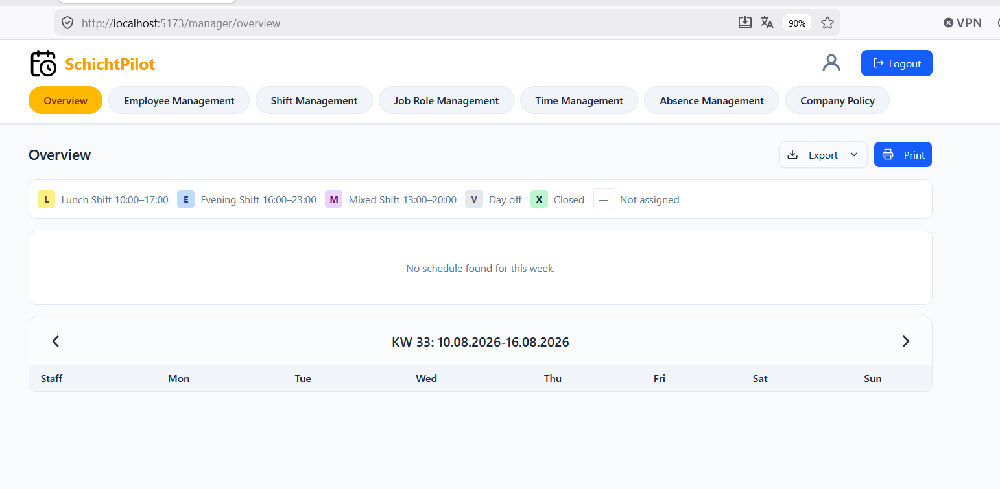 http://localhost:5173/manager/overview 90% VPN
SchichtPilot Logout
Overview Employee Management Shift Management Job Role Management Time Management Absence Management Company Policy
Overview Export Print
L Lunch Shift 10:00–17:00 E Evening Shift 16:00–23:00 M Mixed Shift 13:00–20:00 V Day off X Closed — Not assigned
No schedule found for this week.
KW 33: 10.08.2026-16.08.2026
Staff Mon Tue Wed Thu Fri Sat Sun